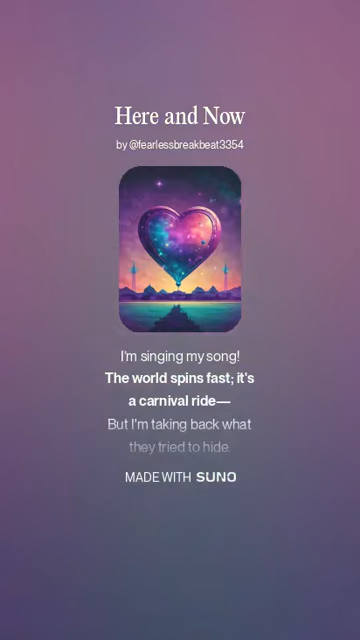 Here and Now
by @fearlessbreakbeat3354
I'm singing my song!
The world spins fast; it's
a carnival ride—
But I'm taking back what
they tried to hide.
MADE WITH SUNO